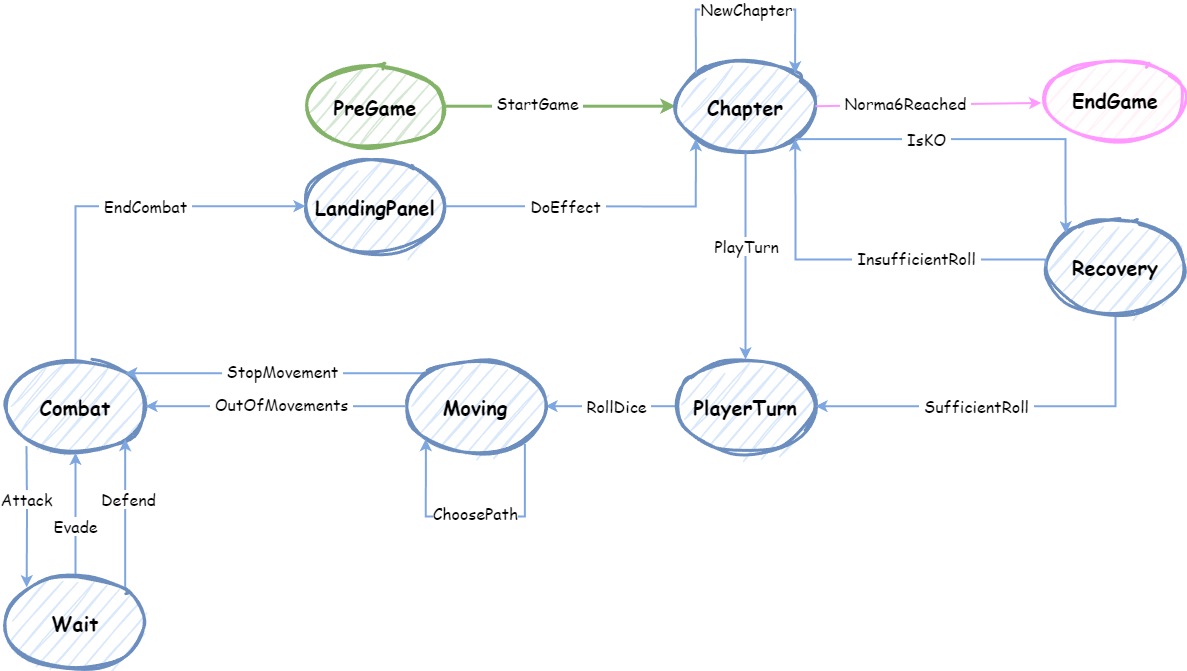 NewChapter
PreGame
StartGame
Chapter
Norma6Reached
EndGame
IsKO
EndCombat
LandingPanel
DoEffect
PlayTurn
InsufficientRoll
Recovery
StopMovement
Combat
OutOfMovements
Moving
RollDice
PlayerTurn
SufficientRoll
Attack
Defend
Evade
ChoosePath
Wait